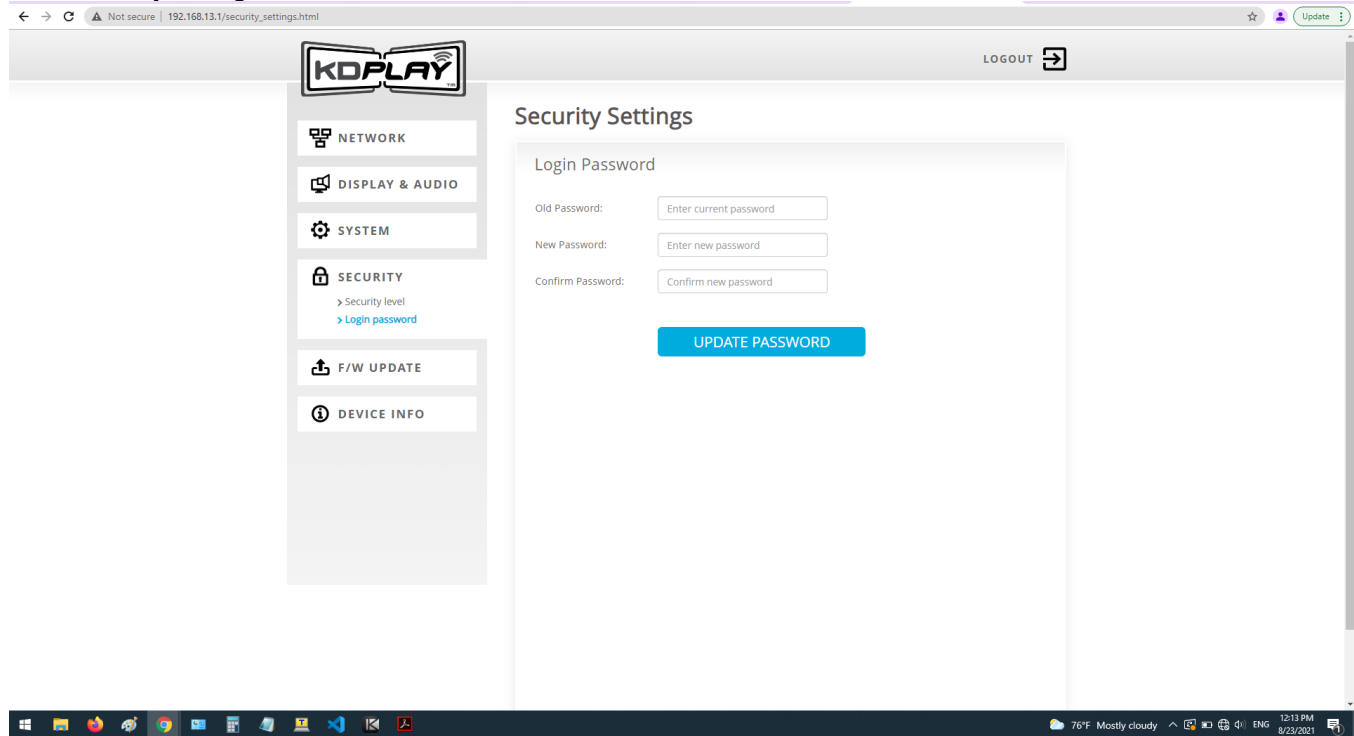 Not secure | 192.168.13.1/security_settings.html
Update
KDPLAY
TM
LOGOUT
NETWORK
DISPLAY & AUDIO
SYSTEM
SECURITY
> Security level
> Login password
F/W UPDATE
DEVICE INFO
Security Settings
Login Password
Old Password: Enter current password
New Password: Enter new password
Confirm Password: Confirm new password
UPDATE PASSWORD
76°F Mostly cloudy ENG 12:13 PM
8/23/2021